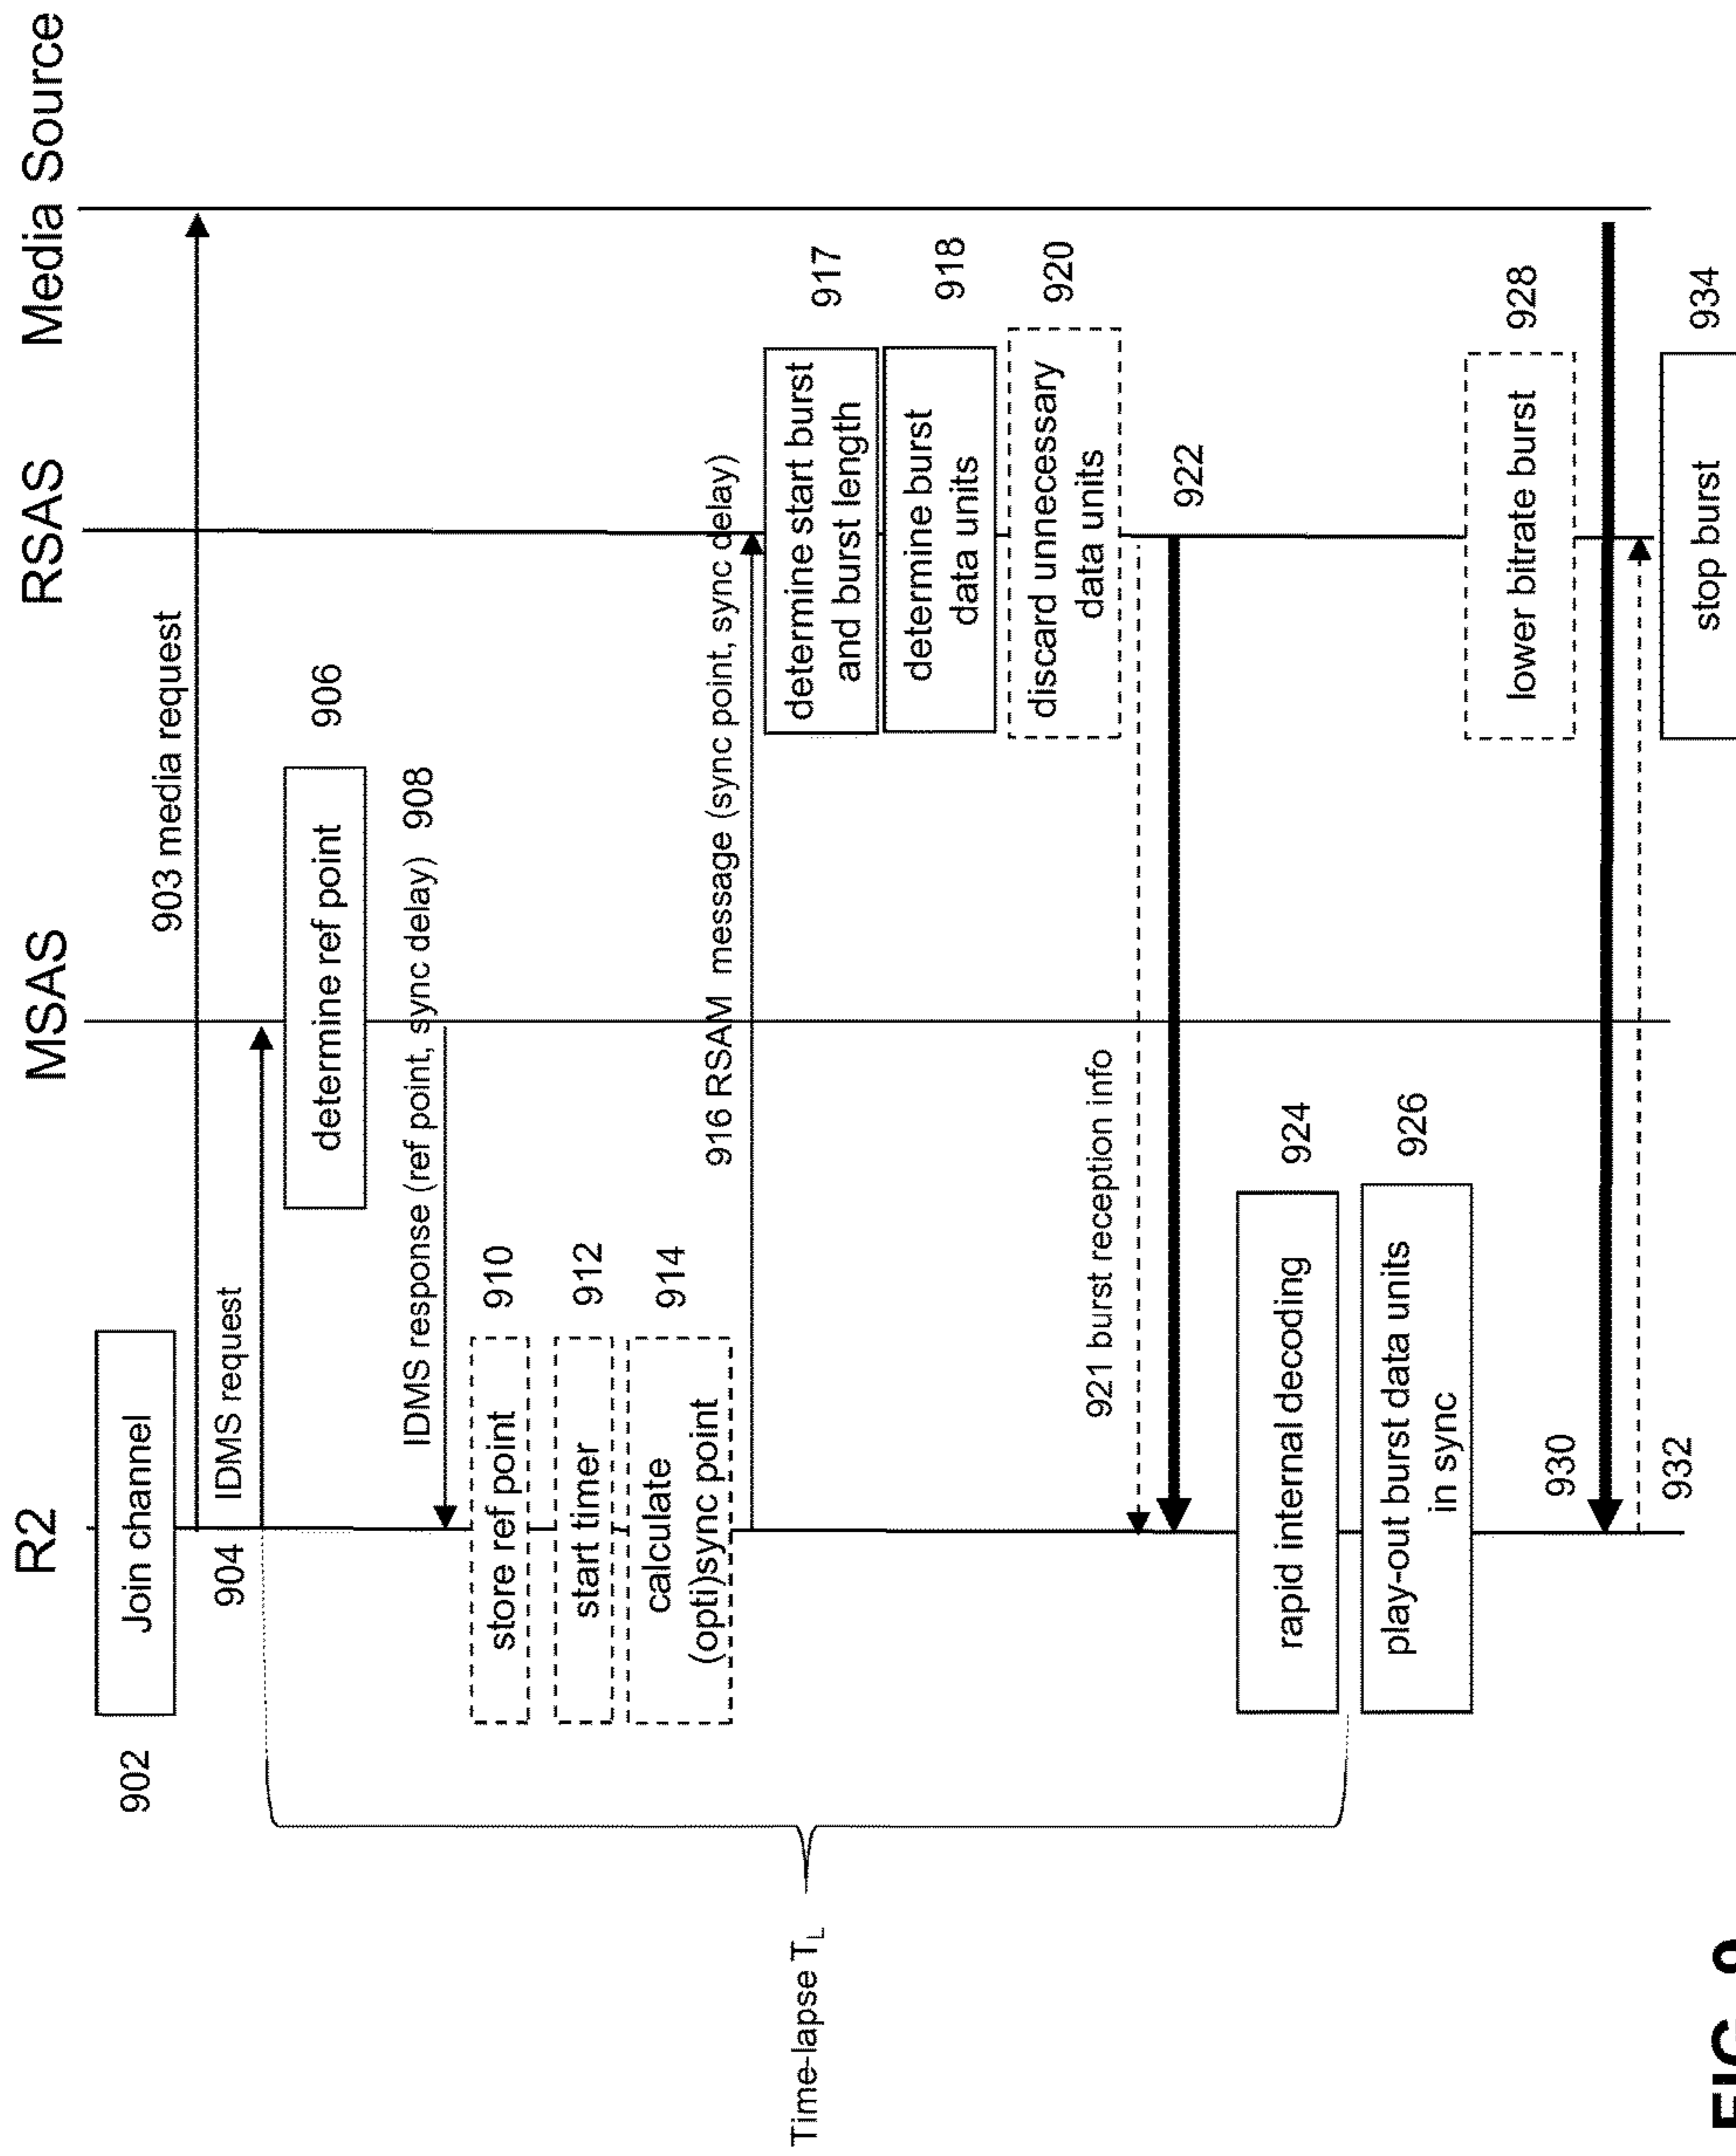 R2
MSAS
RSAS
Media Source
902
Join channel
903 media request
904
IDMS request
determine ref point
906
IDMS response (ref point, sync delay) 908
store ref point
910
start timer
912
calculate
(opti)sync point
914
916 RSAM message (sync point, sync delay)
determine start burst
and burst length
917
determine burst
data units
918
discard unnecessary
data units
920
921 burst reception info
922
Time-lapse TL
rapid internal decoding
924
play-out burst data units
in sync
926
lower bitrate burst
928
930
932
stop burst
934
FIG. 9